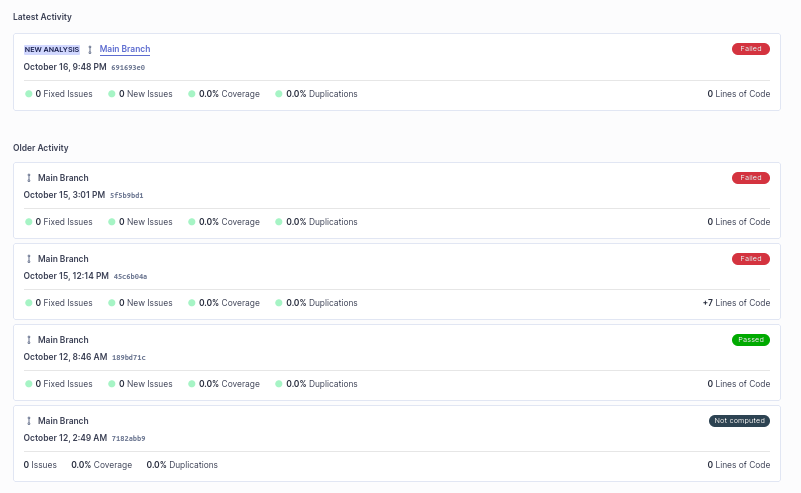 Latest Activity
NEW ANALYSIS Main Branch Failed
October 16, 9:48 PM 691693e0
0 Fixed Issues 0 New Issues 0.0% Coverage 0.0% Duplications 0 Lines of Code
Older Activity
Main Branch Failed
October 15, 3:01 PM 5f5b9bd1
0 Fixed Issues 0 New Issues 0.0% Coverage 0.0% Duplications 0 Lines of Code
Main Branch Failed
October 15, 12:14 PM 45c6b04a
0 Fixed Issues 0 New Issues 0.0% Coverage 0.0% Duplications +7 Lines of Code
Main Branch Passed
October 12, 8:46 AM 189bd71c
0 Fixed Issues 0 New Issues 0.0% Coverage 0.0% Duplications 0 Lines of Code
Main Branch Not computed
October 12, 2:49 AM 7182abb9
0 Issues 0.0% Coverage 0.0% Duplications 0 Lines of Code